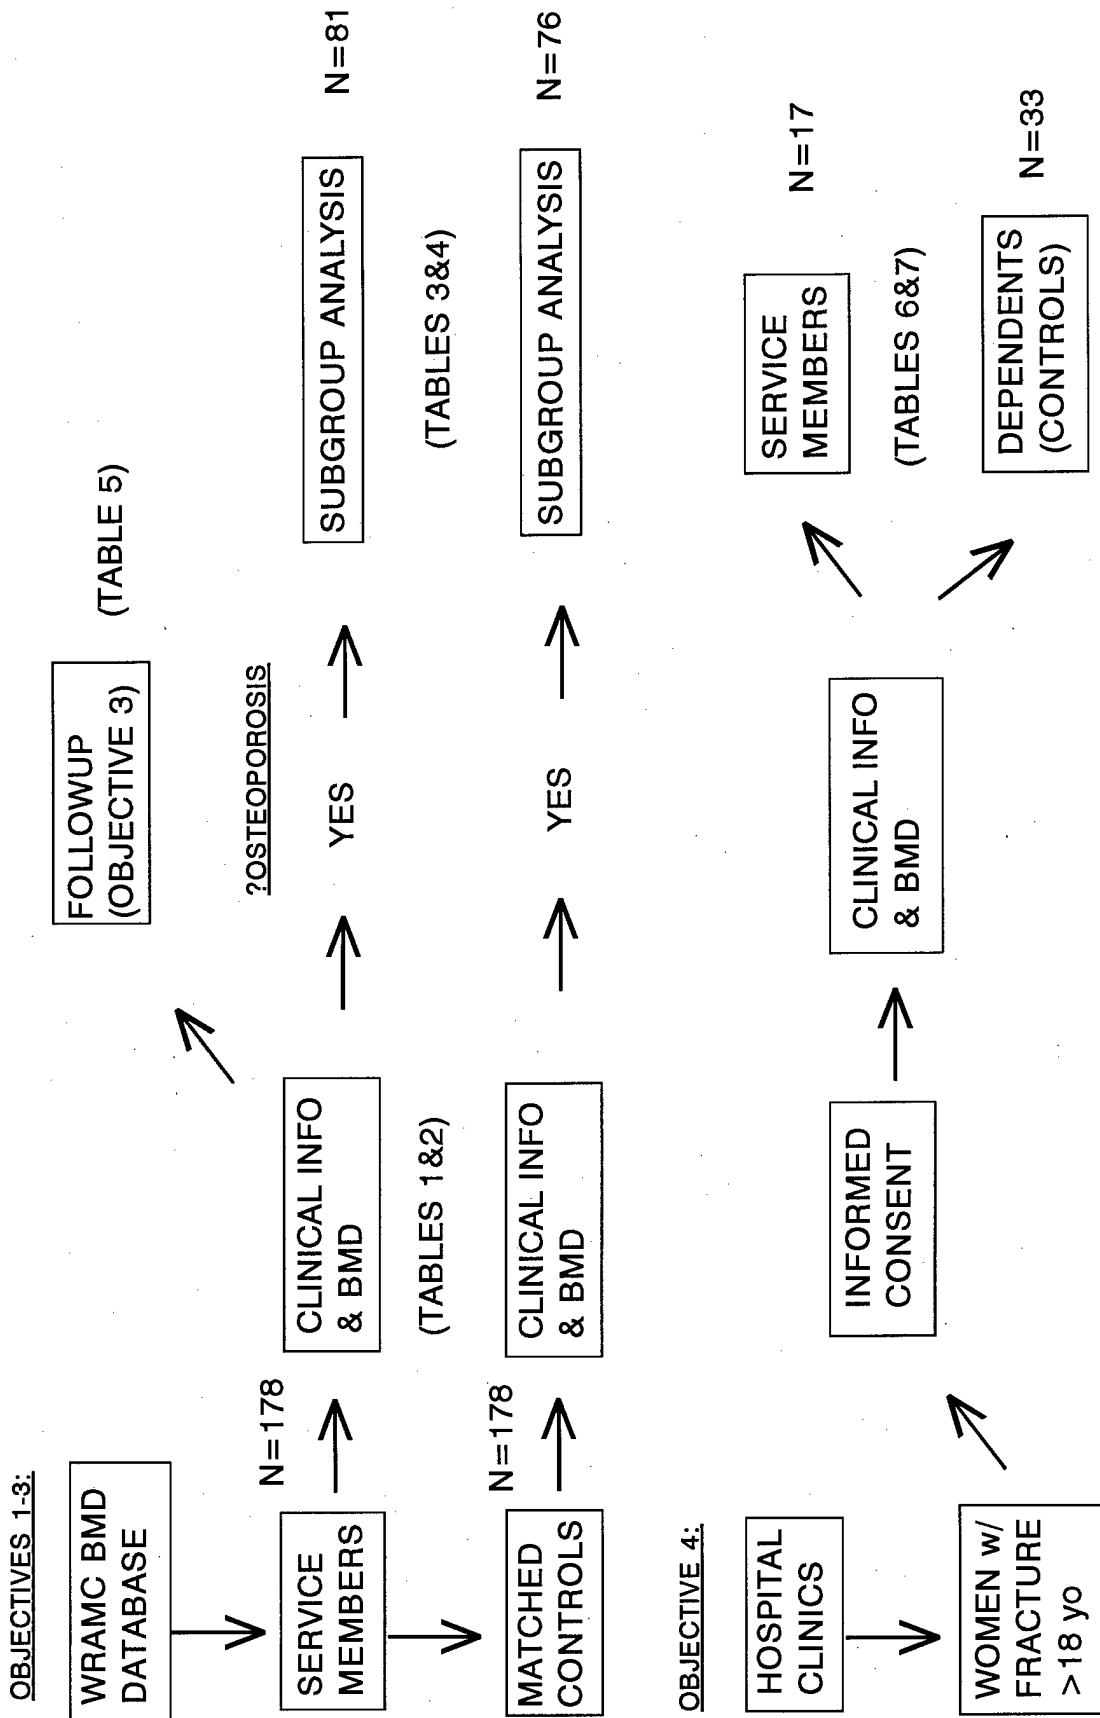 OBJECTIVES 1-3:
WRAMC BMD
DATABASE
FOLLOWUP
(OBJECTIVE 3)
(TABLE 5)
?OSTEOPOROSIS
N=178
SERVICE
MEMBERS
CLINICAL INFO
& BMD
YES
SUBGROUP ANALYSIS
N=81
(TABLES 1&2)
(TABLES 3&4)
N=178
MATCHED
CONTROLS
CLINICAL INFO
& BMD
YES
SUBGROUP ANALYSIS
N=76
OBJECTIVE 4:
HOSPITAL
CLINICS
WOMEN w/
FRACTURE
>18 yo
INFORMED
CONSENT
CLINICAL INFO
& BMD
SERVICE
MEMBERS
N=17
(TABLES 6&7)
DEPENDENTS
(CONTROLS)
N=33